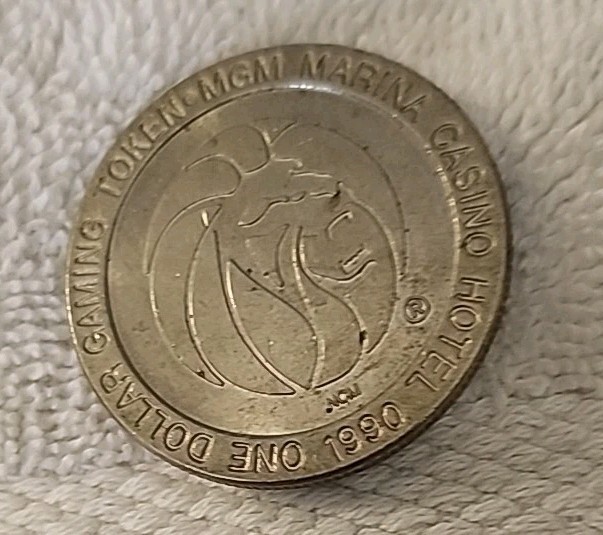 MGM MARINA CASINO HOTEL 1990 ONE DOLLAR GAMING TOKEN •
®